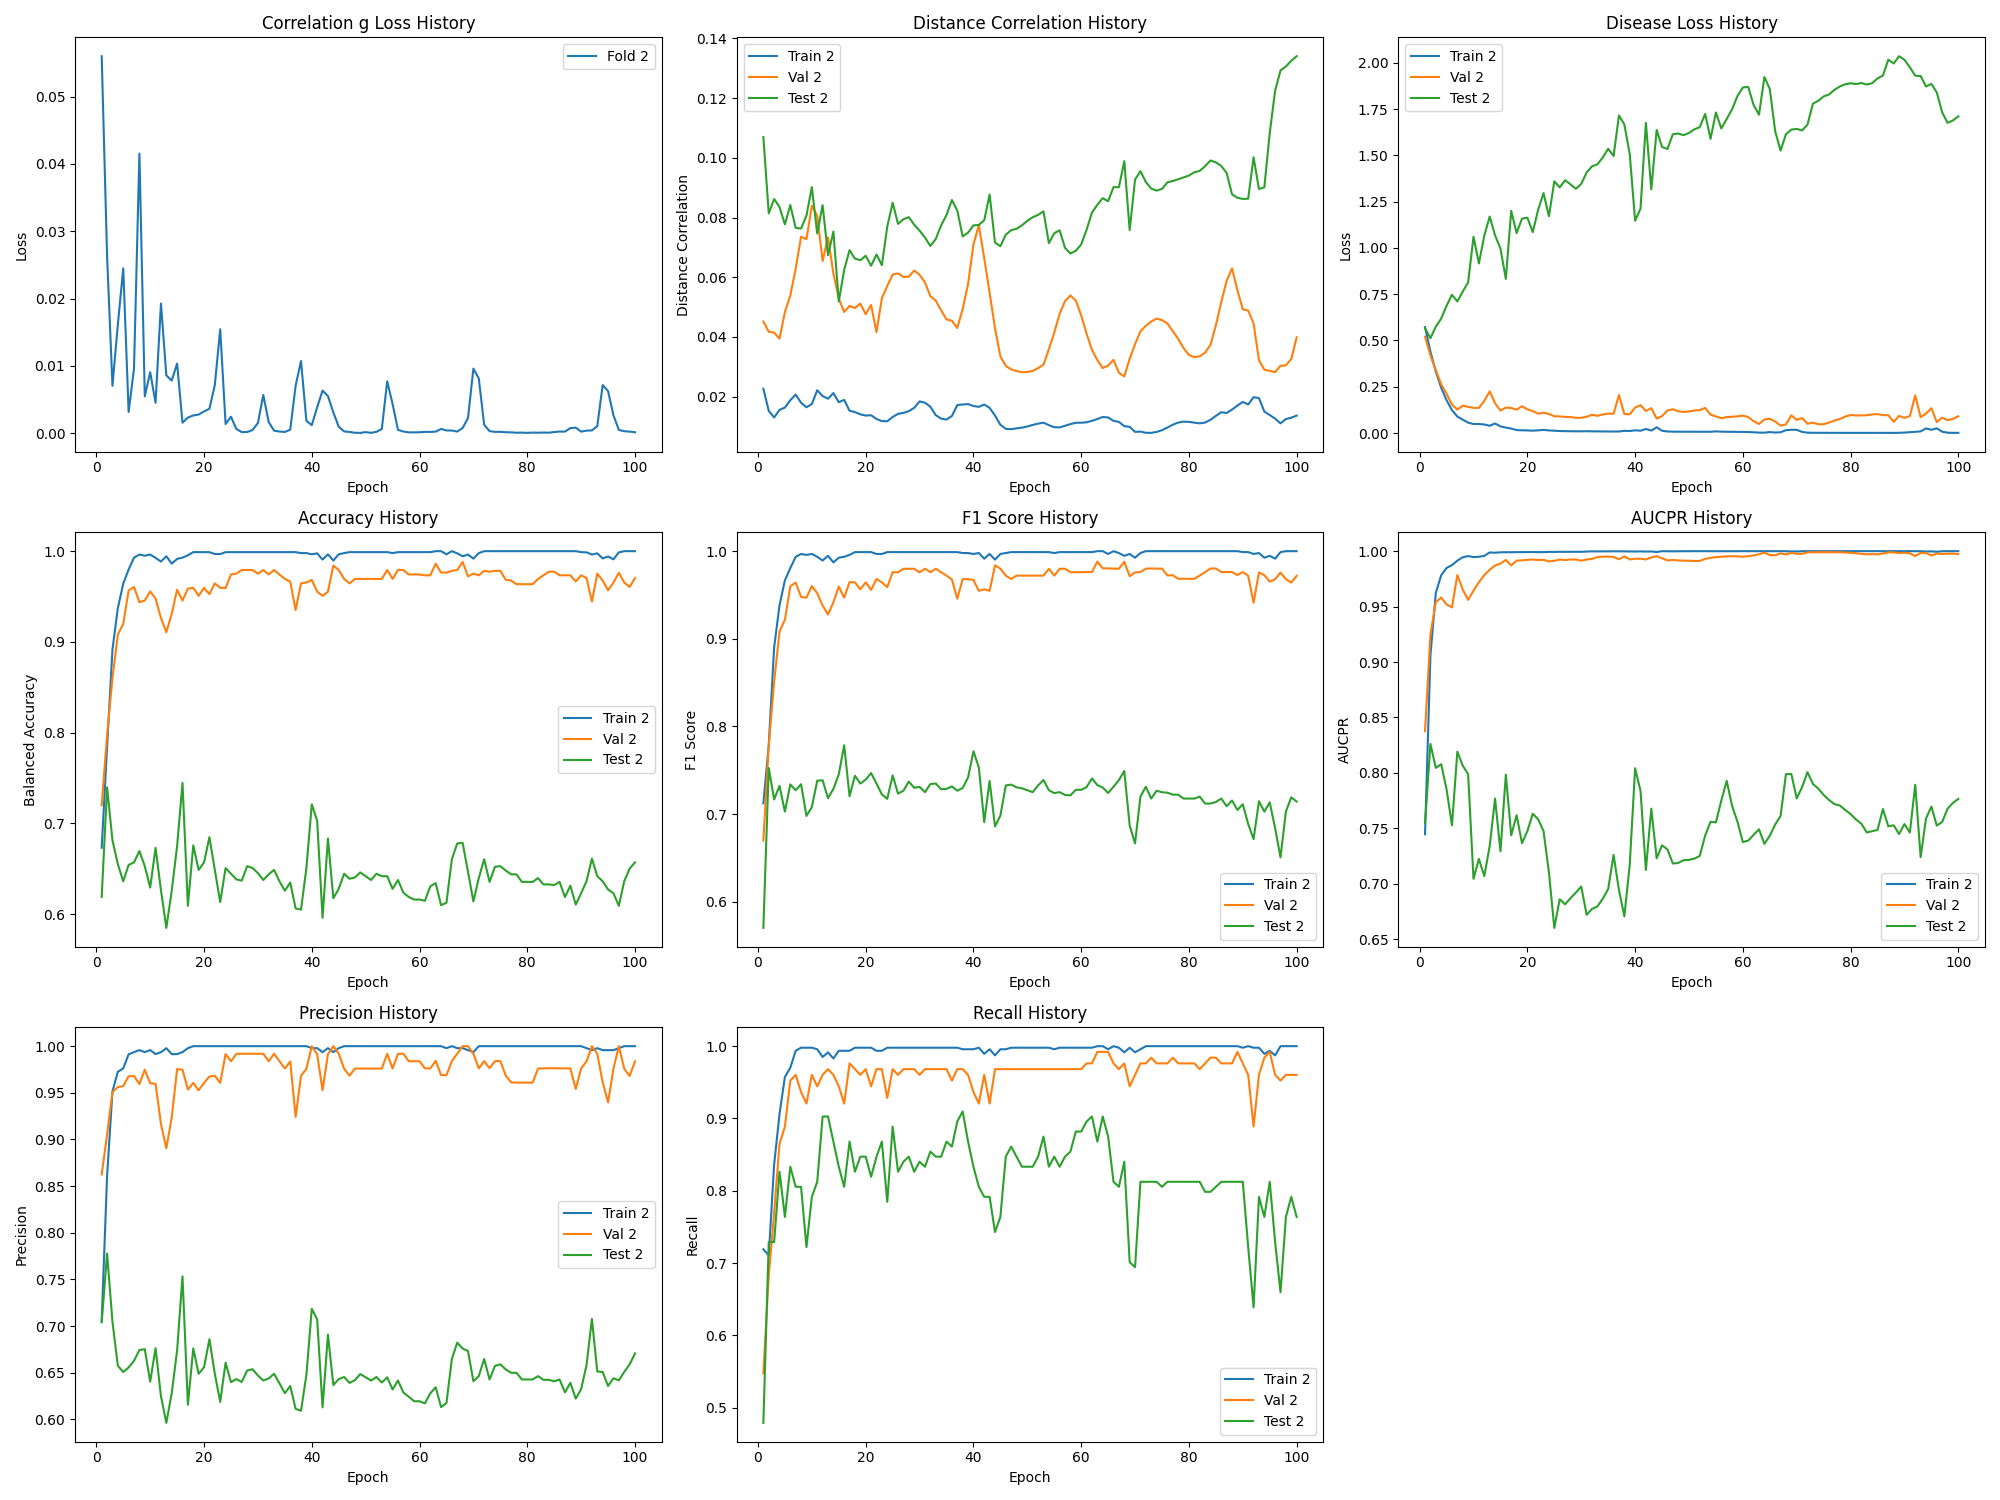 Correlation g Loss History
Loss
0.00
0.01
0.02
0.03
0.04
0.05
0 20 40 60 80 100
Epoch
Fold 2
Distance Correlation History
Distance Correlation
0.02
0.04
0.06
0.08
0.10
0.12
0.14
0 20 40 60 80 100
Epoch
Train 2
Val 2
Test 2
Disease Loss History
Loss
0.00
0.25
0.50
0.75
1.00
1.25
1.50
1.75
2.00
0 20 40 60 80 100
Epoch
Train 2
Val 2
Test 2
Accuracy History
Balanced Accuracy
0.6
0.7
0.8
0.9
1.0
0 20 40 60 80 100
Epoch
Train 2
Val 2
Test 2
F1 Score History
F1 Score
0.6
0.7
0.8
0.9
1.0
0 20 40 60 80 100
Epoch
Train 2
Val 2
Test 2
AUCPR History
AUCPR
0.65
0.70
0.75
0.80
0.85
0.90
0.95
1.00
0 20 40 60 80 100
Epoch
Train 2
Val 2
Test 2
Precision History
Precision
0.60
0.65
0.70
0.75
0.80
0.85
0.90
0.95
1.00
0 20 40 60 80 100
Epoch
Train 2
Val 2
Test 2
Recall History
Recall
0.5
0.6
0.7
0.8
0.9
1.0
0 20 40 60 80 100
Epoch
Train 2
Val 2
Test 2